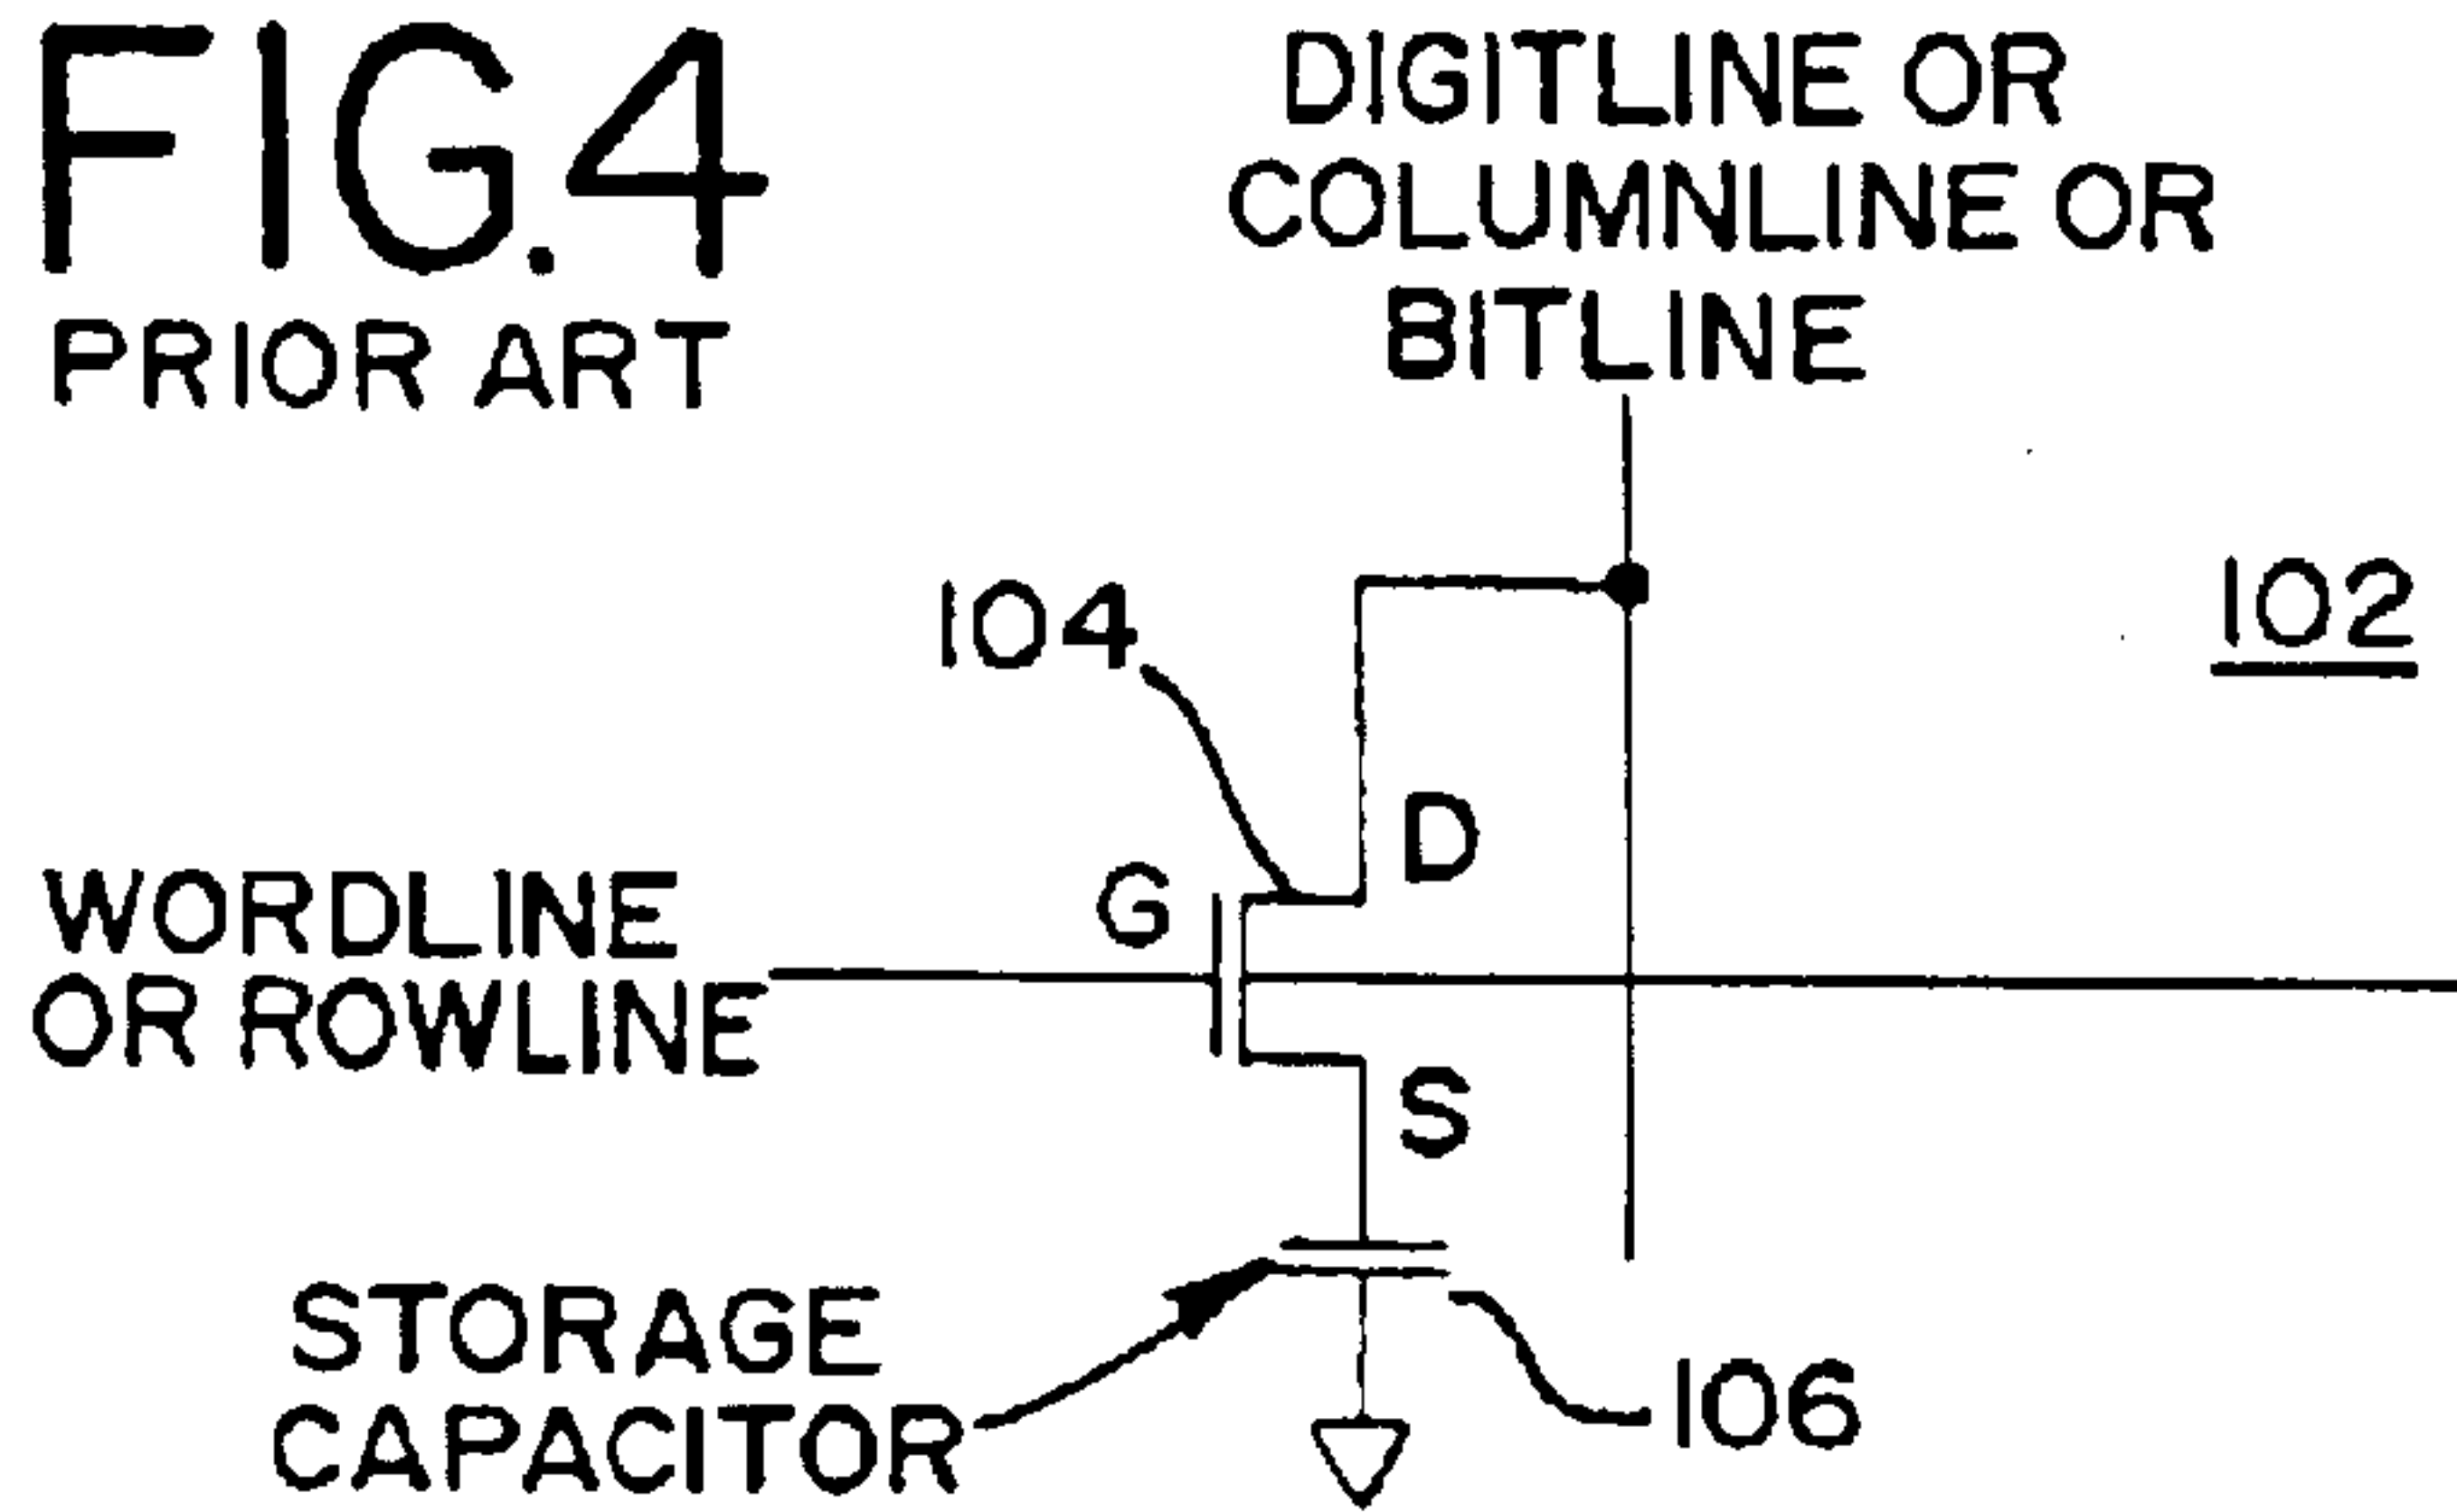 FIG.4
PRIOR ART
DIGITLINE OR
COLUMNLINE OR
BITLINE
104
102
D
G
WORDLINE
OR ROWLINE
S
STORAGE
CAPACITOR
106